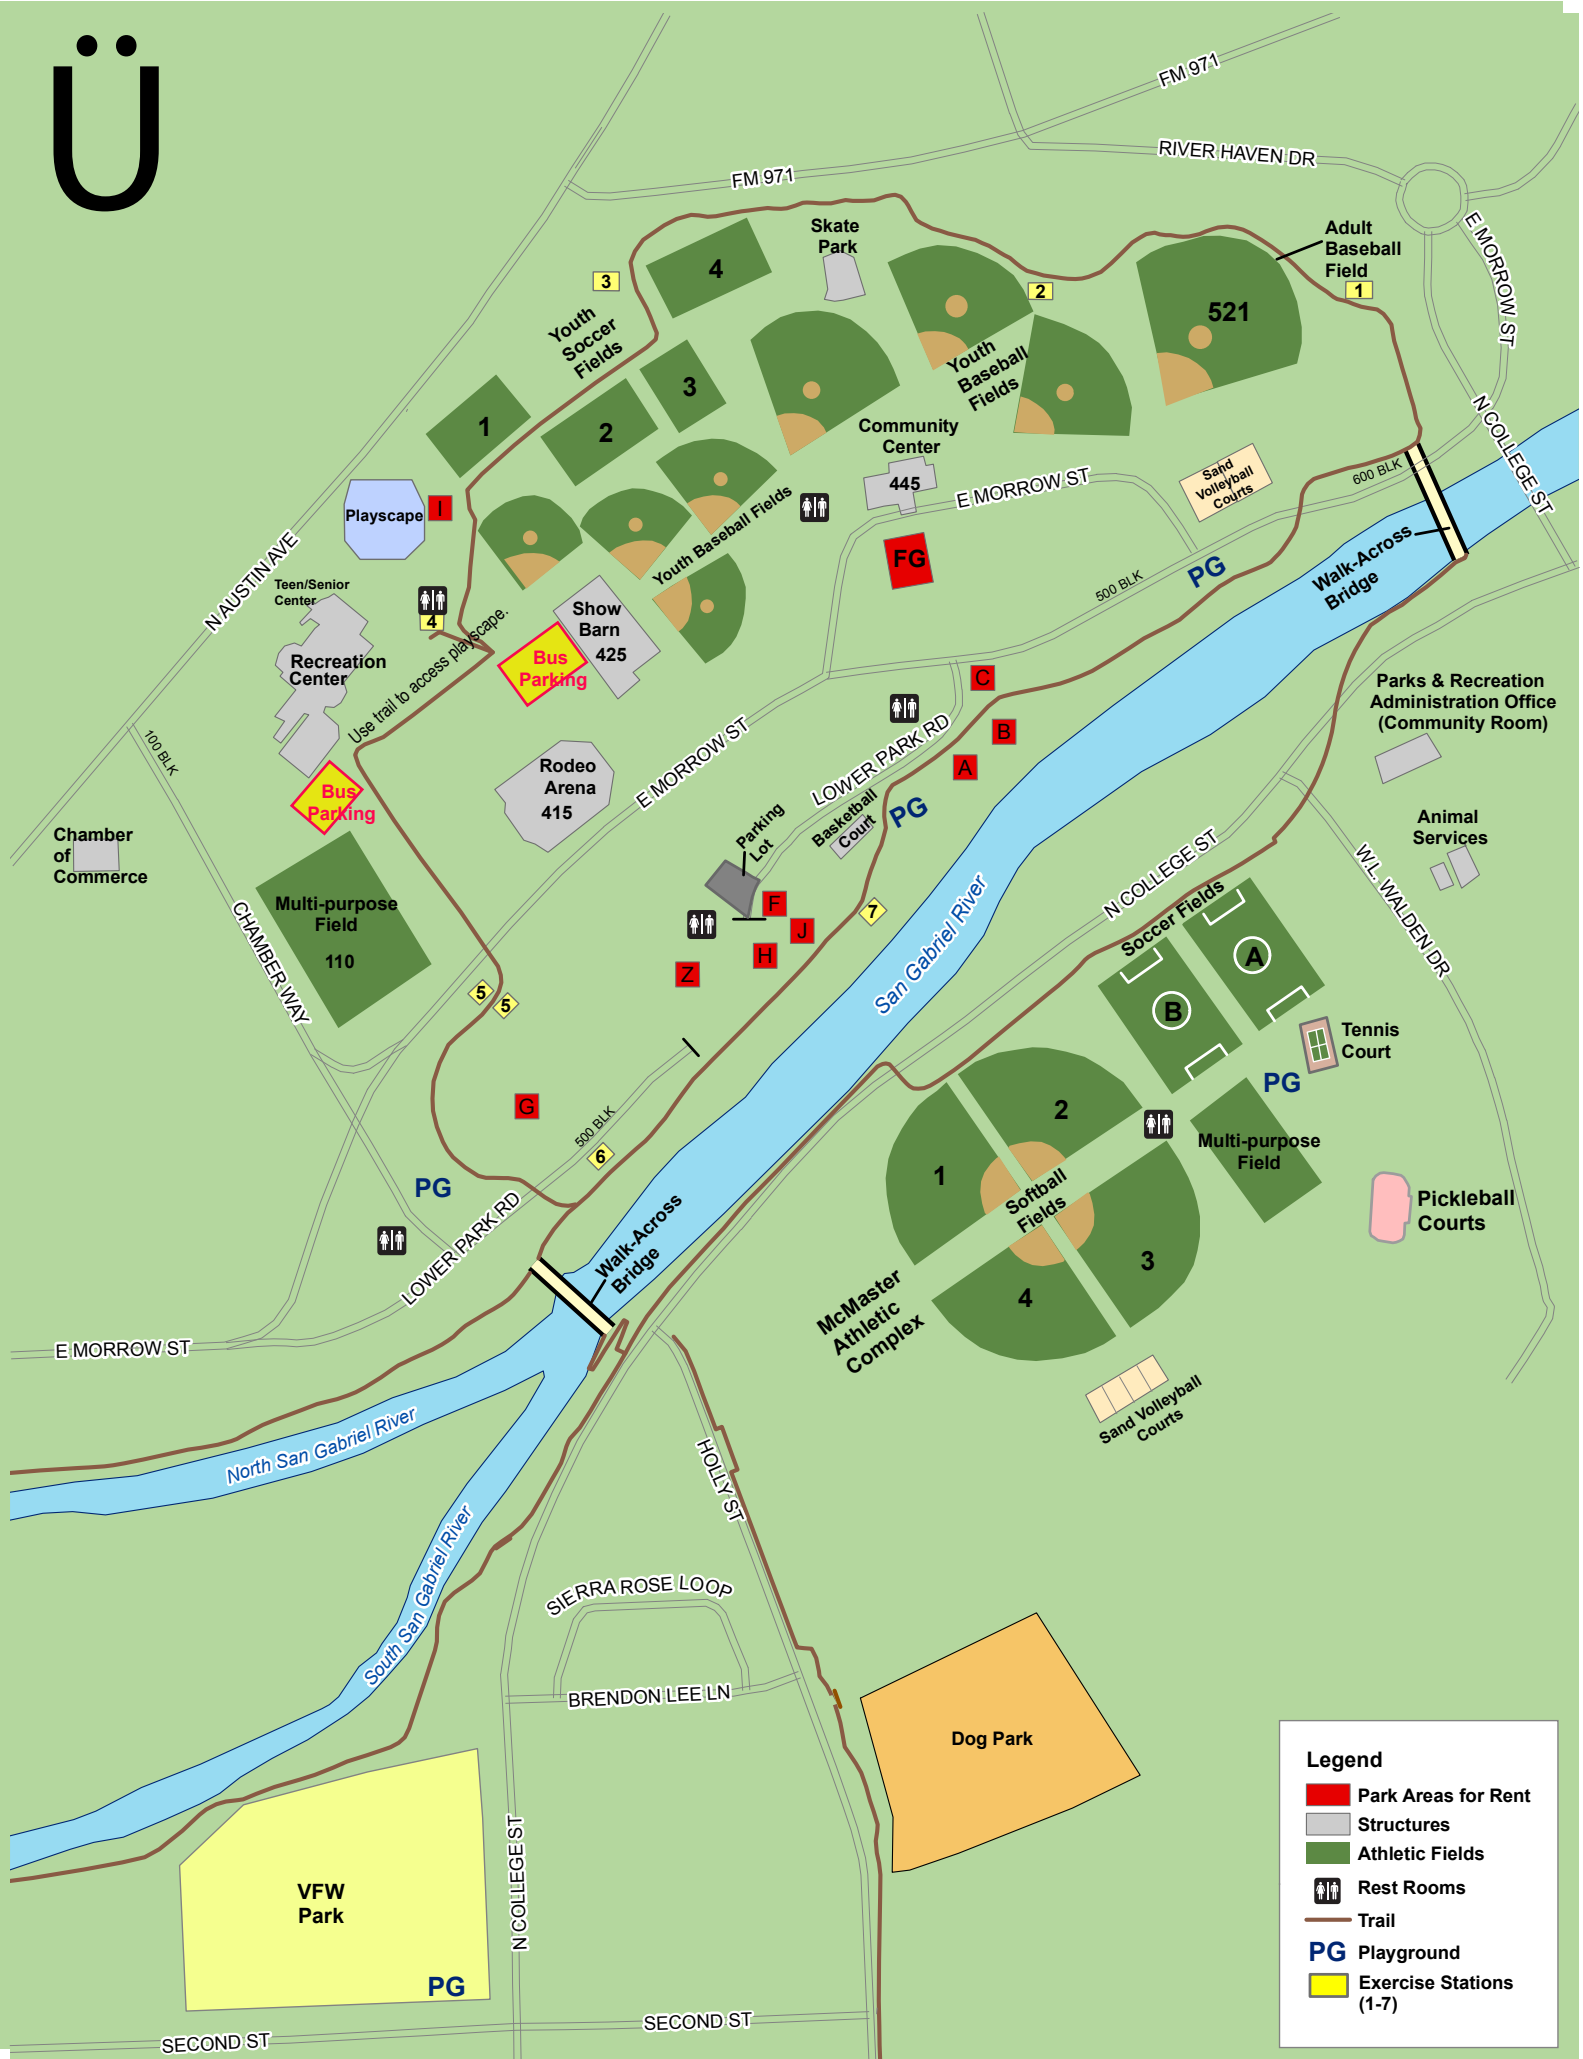 Ü
FM 971
RIVER HAVEN DR
FM 971
E MORROW ST
Skate
Park
Adult
Baseball
Field
1
2
3
4
521
Youth
Soccer
Fields
Youth
Baseball
Fields
3
1
2
N COLLEGE ST
Community
Center
445
E MORROW ST
Sand
Volleyball
Courts
600 BLK
Playscape
I
Youth Baseball Fields
FG
Walk-Across
Bridge
PG
500 BLK
N AUSTIN AVE
Teen/Senior
Center
4
Use trail to access playscape.
Show
Barn
425
Bus
Parking
Recreation
Center
C
B
A
Parks & Recreation
Administration Office
(Community Room)
100 BLK
E MORROW ST
LOWER PARK RD
Rodeo
Arena
415
Bus
Parking
PG
Basketball
Court
Parking
Lot
Animal
Services
Chamber
of
Commerce
Multi-purpose
Field
110
CHAMBER WAY
F
J
H
Z
7
San Gabriel River
N COLLEGE ST
W.L. WALDEN DR
Soccer Fields
A
B
5
5
Tennis
Court
PG
G
500 BLK
6
2
1
Softball
Fields
3
4
Multi-purpose
Field
Pickleball
Courts
PG
LOWER PARK RD
Walk-Across
Bridge
McMaster
Athletic
Complex
E MORROW ST
Sand Volleyball
Courts
North San Gabriel River
HOLLY ST
South San Gabriel River
SIERRA ROSE LOOP
BRENDON LEE LN
Dog Park
VFW
Park
PG
N COLLEGE ST
SECOND ST
SECOND ST
Legend
Park Areas for Rent
Structures
Athletic Fields
Rest Rooms
Trail
PG Playground
Exercise Stations
(1-7)